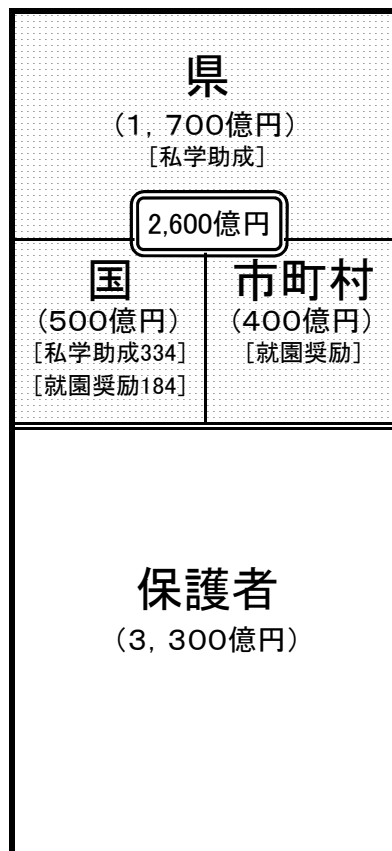 県
（1，700億円）
［私学助成］
2,600億円
国
（500億円）
［私学助成334］
［就園奨励184］
市町村
（400億円）
［就園奨励］
保護者
（3，300億円）